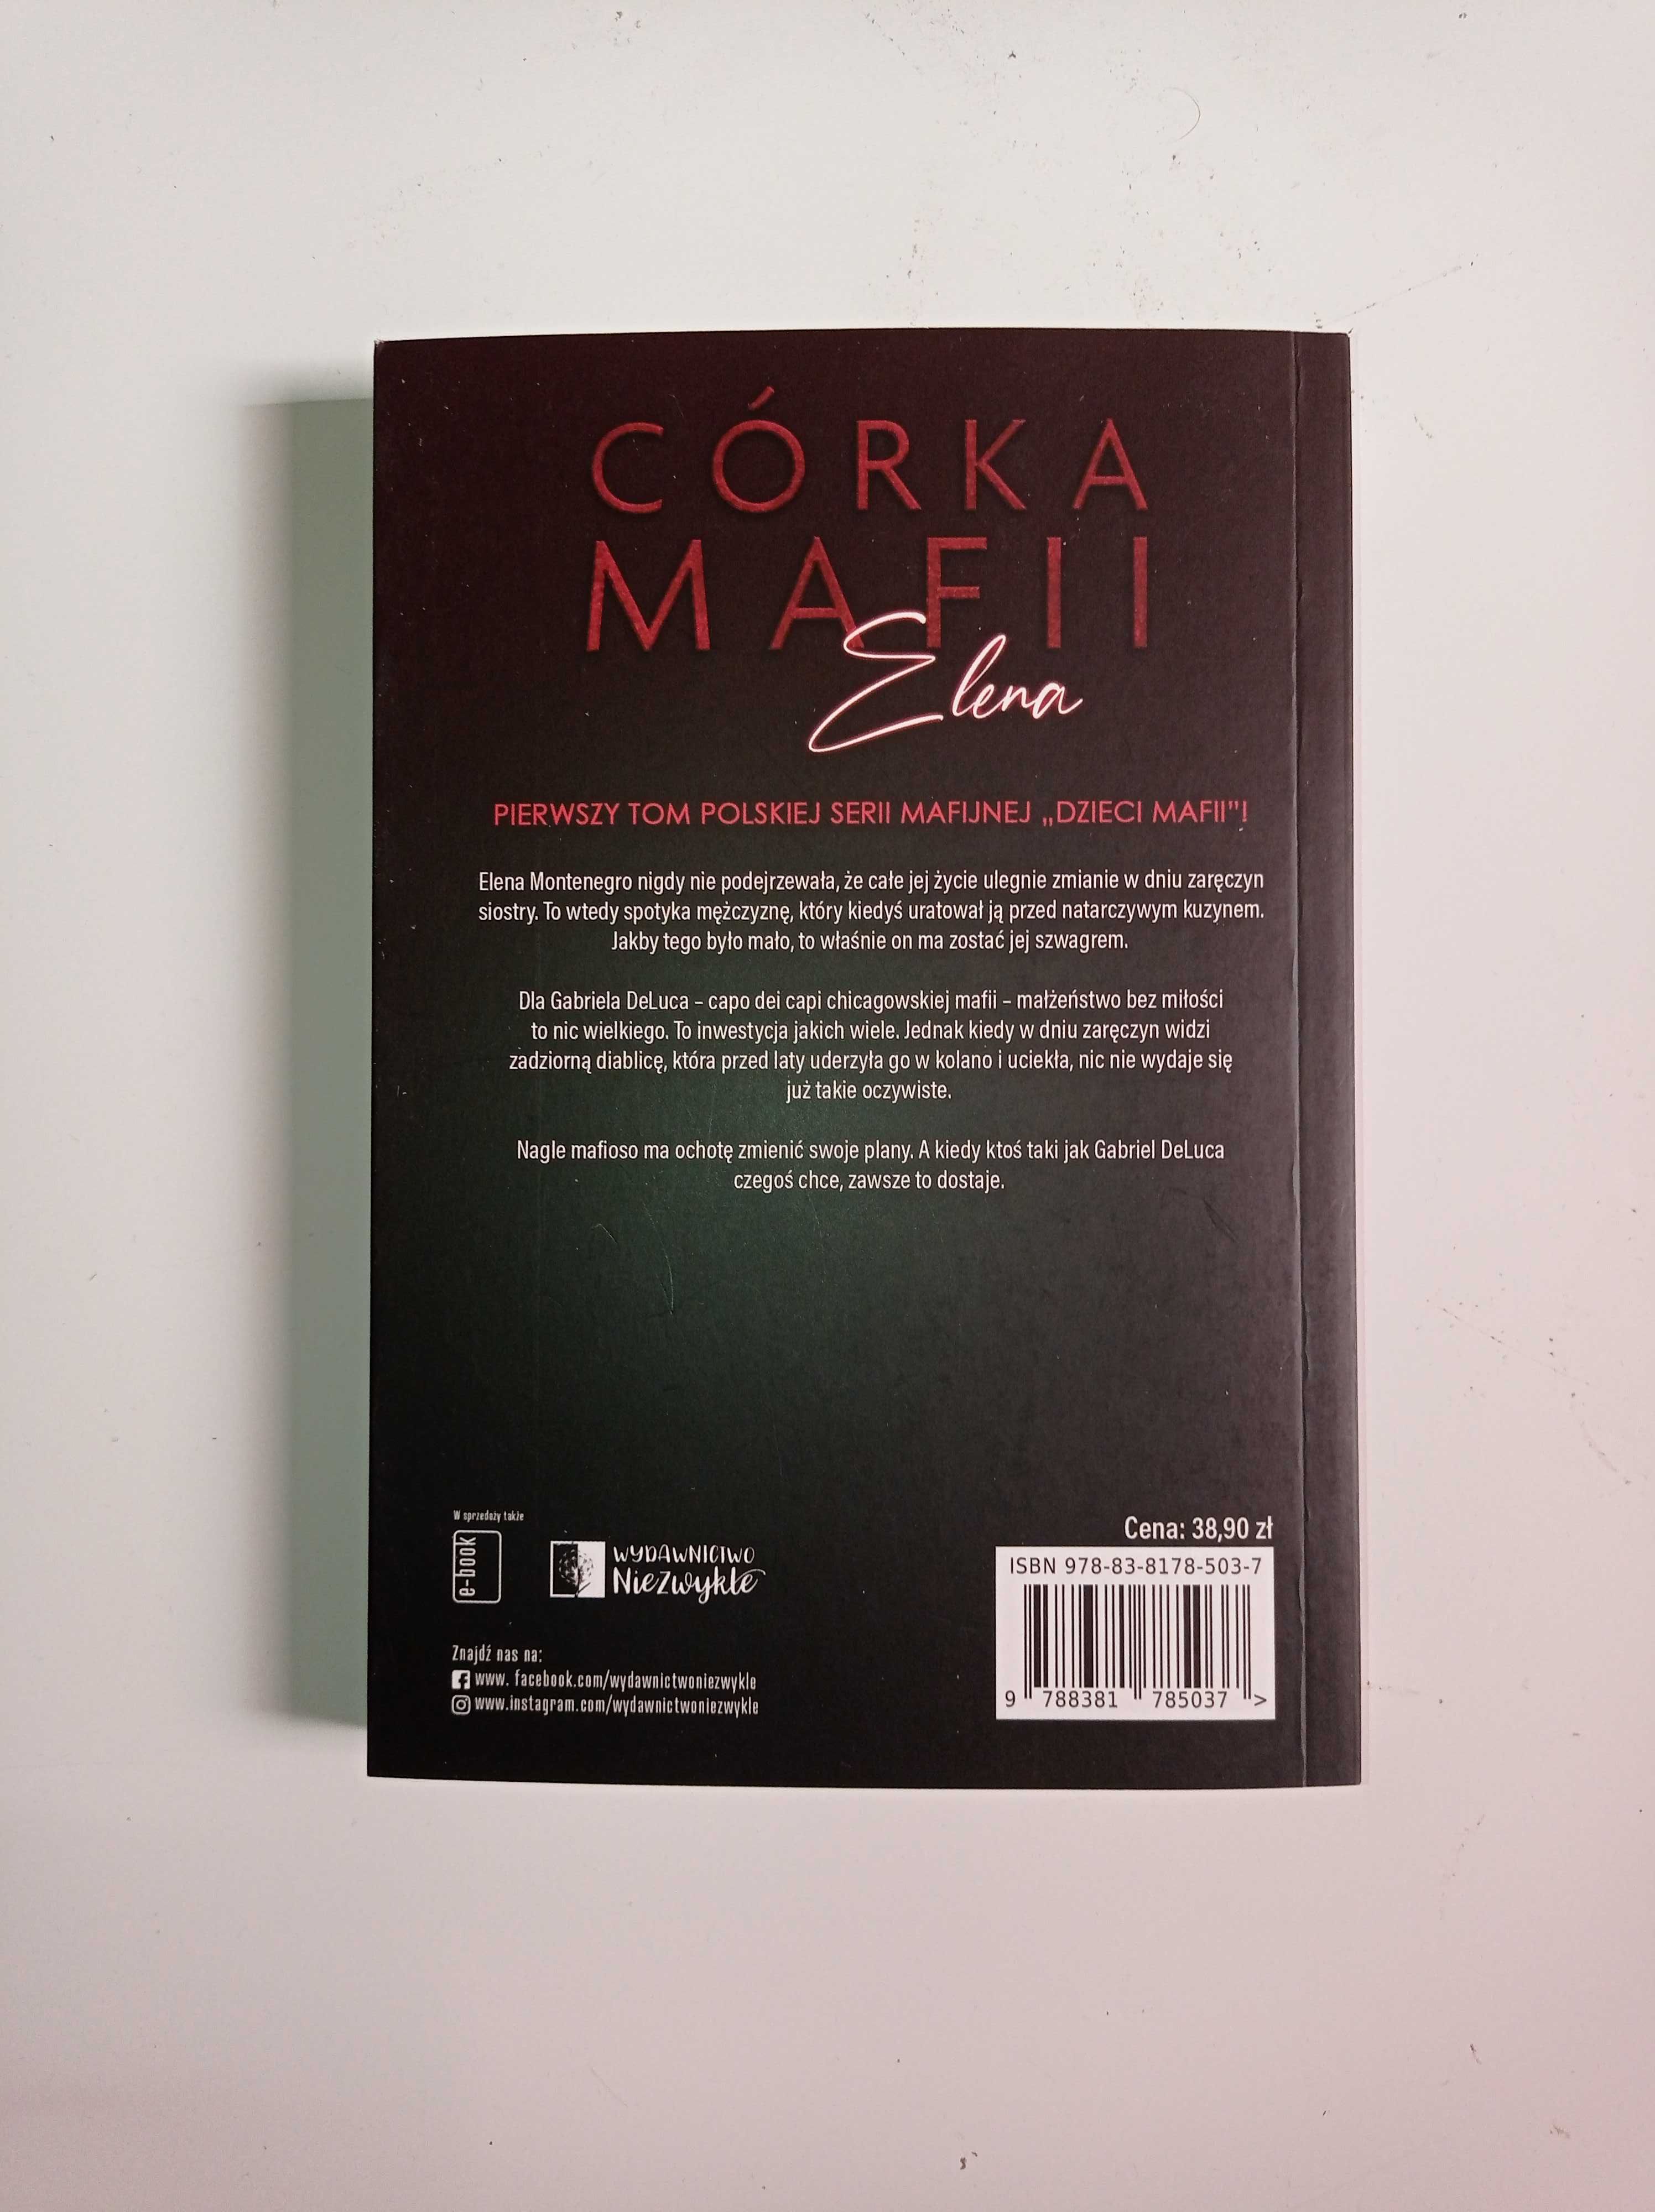 CÓRKA
MAFII
Elena
PIERWSZY TOM POLSKIEJ SERII MAFIJNEJ „DZIECI MAFII”!
Elena Montenegro nigdy nie podejrzewała, że całe jej życie ulegnie zmianie w dniu zaręczyn
siostry. To wtedy spotyka mężczyznę, który kiedyś uratował ją przed natarczywym kuzynem.
Jakby tego było mało, to właśnie on ma zostać jej szwagrem.
Dla Gabriela DeLuca – capo dei capi chicagowskiej mafii – małżeństwo bez miłości
to nic wielkiego. To inwestycja jakich wiele. Jednak kiedy w dniu zaręczyn widzi
zadziorną diablicę, która przed laty uderzyła go w kolano i uciekła, nic nie wydaje się
już takie oczywiste.
Nagle mafioso ma ochotę zmienić swoje plany. A kiedy ktoś taki jak Gabriel DeLuca
czegoś chce, zawsze to dostaje.
W sprzedaży także
e-book
WYDAWNICTWO
NieZwykłe
Znajdź nas na:
www. facebook.com/wydawnictwoniezwykle
www.instagram.com/wydawnictwoniezwykle
Cena: 38,90 zł
ISBN 978-83-8178-503-7
9 788381 785037 >